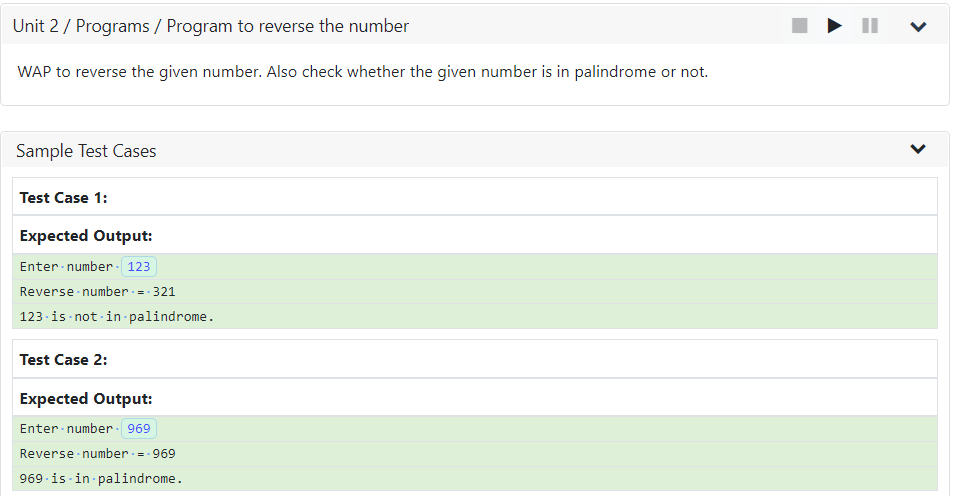 Unit 2 / Programs / Program to reverse the number
WAP to reverse the given number. Also check whether the given number is in palindrome or not.
Sample Test Cases
Test Case 1:
Expected Output:
Enter·number· 123
Reverse·number·=·321
123·is·not·in·palindrome.
Test Case 2:
Expected Output:
Enter·number· 969
Reverse·number·=·969
969·is·in·palindrome.